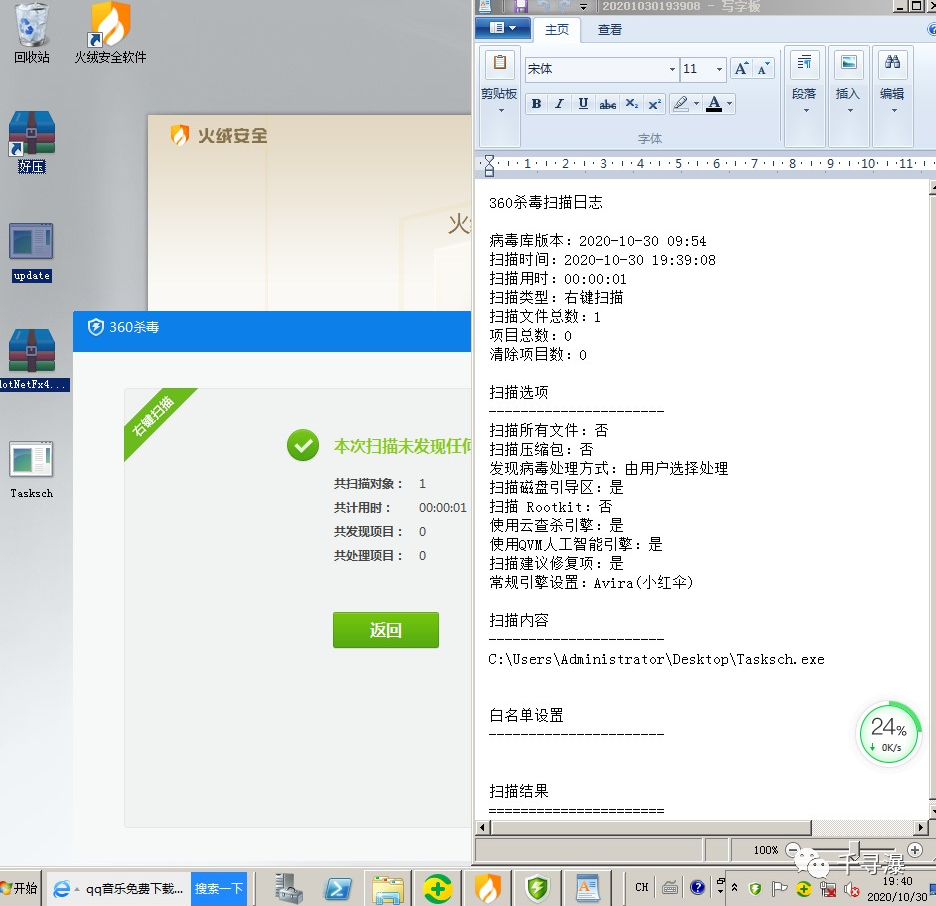 20201030193908 - 写字板
主页
查看
回收站
火绒安全软件
好压
update
lotNetFx4...
Tasksch
剪贴板
宋体
11
A A
B I U abc X₂ X²
A
字体
段落
插入
编辑
1 2 3 4 5 6 7 8 9 10 11
火绒安全
火
360杀毒
右键扫描
本次扫描未发现任何
共扫描对象： 1
共计用时： 00:00:01
共发现项目： 0
共处理项目： 0
返回
360杀毒扫描日志
病毒库版本：2020-10-30 09:54
扫描时间：2020-10-30 19:39:08
扫描用时：00:00:01
扫描类型：右键扫描
扫描文件总数：1
项目总数：0
清除项目数：0
扫描选项
----------------------
扫描所有文件：否
扫描压缩包：否
发现病毒处理方式：由用户选择处理
扫描磁盘引导区：是
扫描 Rootkit：否
使用云查杀引擎：是
使用QVM人工智能引擎：是
扫描建议修复项：是
常规引擎设置：Avira(小红伞)
扫描内容
----------------------
C:\Users\Administrator\Desktop\Tasksch.exe
白名单设置
----------------------
扫描结果
======================
24%
0K/s
100%
千寻瀑
开始
qq音乐免费下载...
搜索一下
CH
19:40
2020/10/30